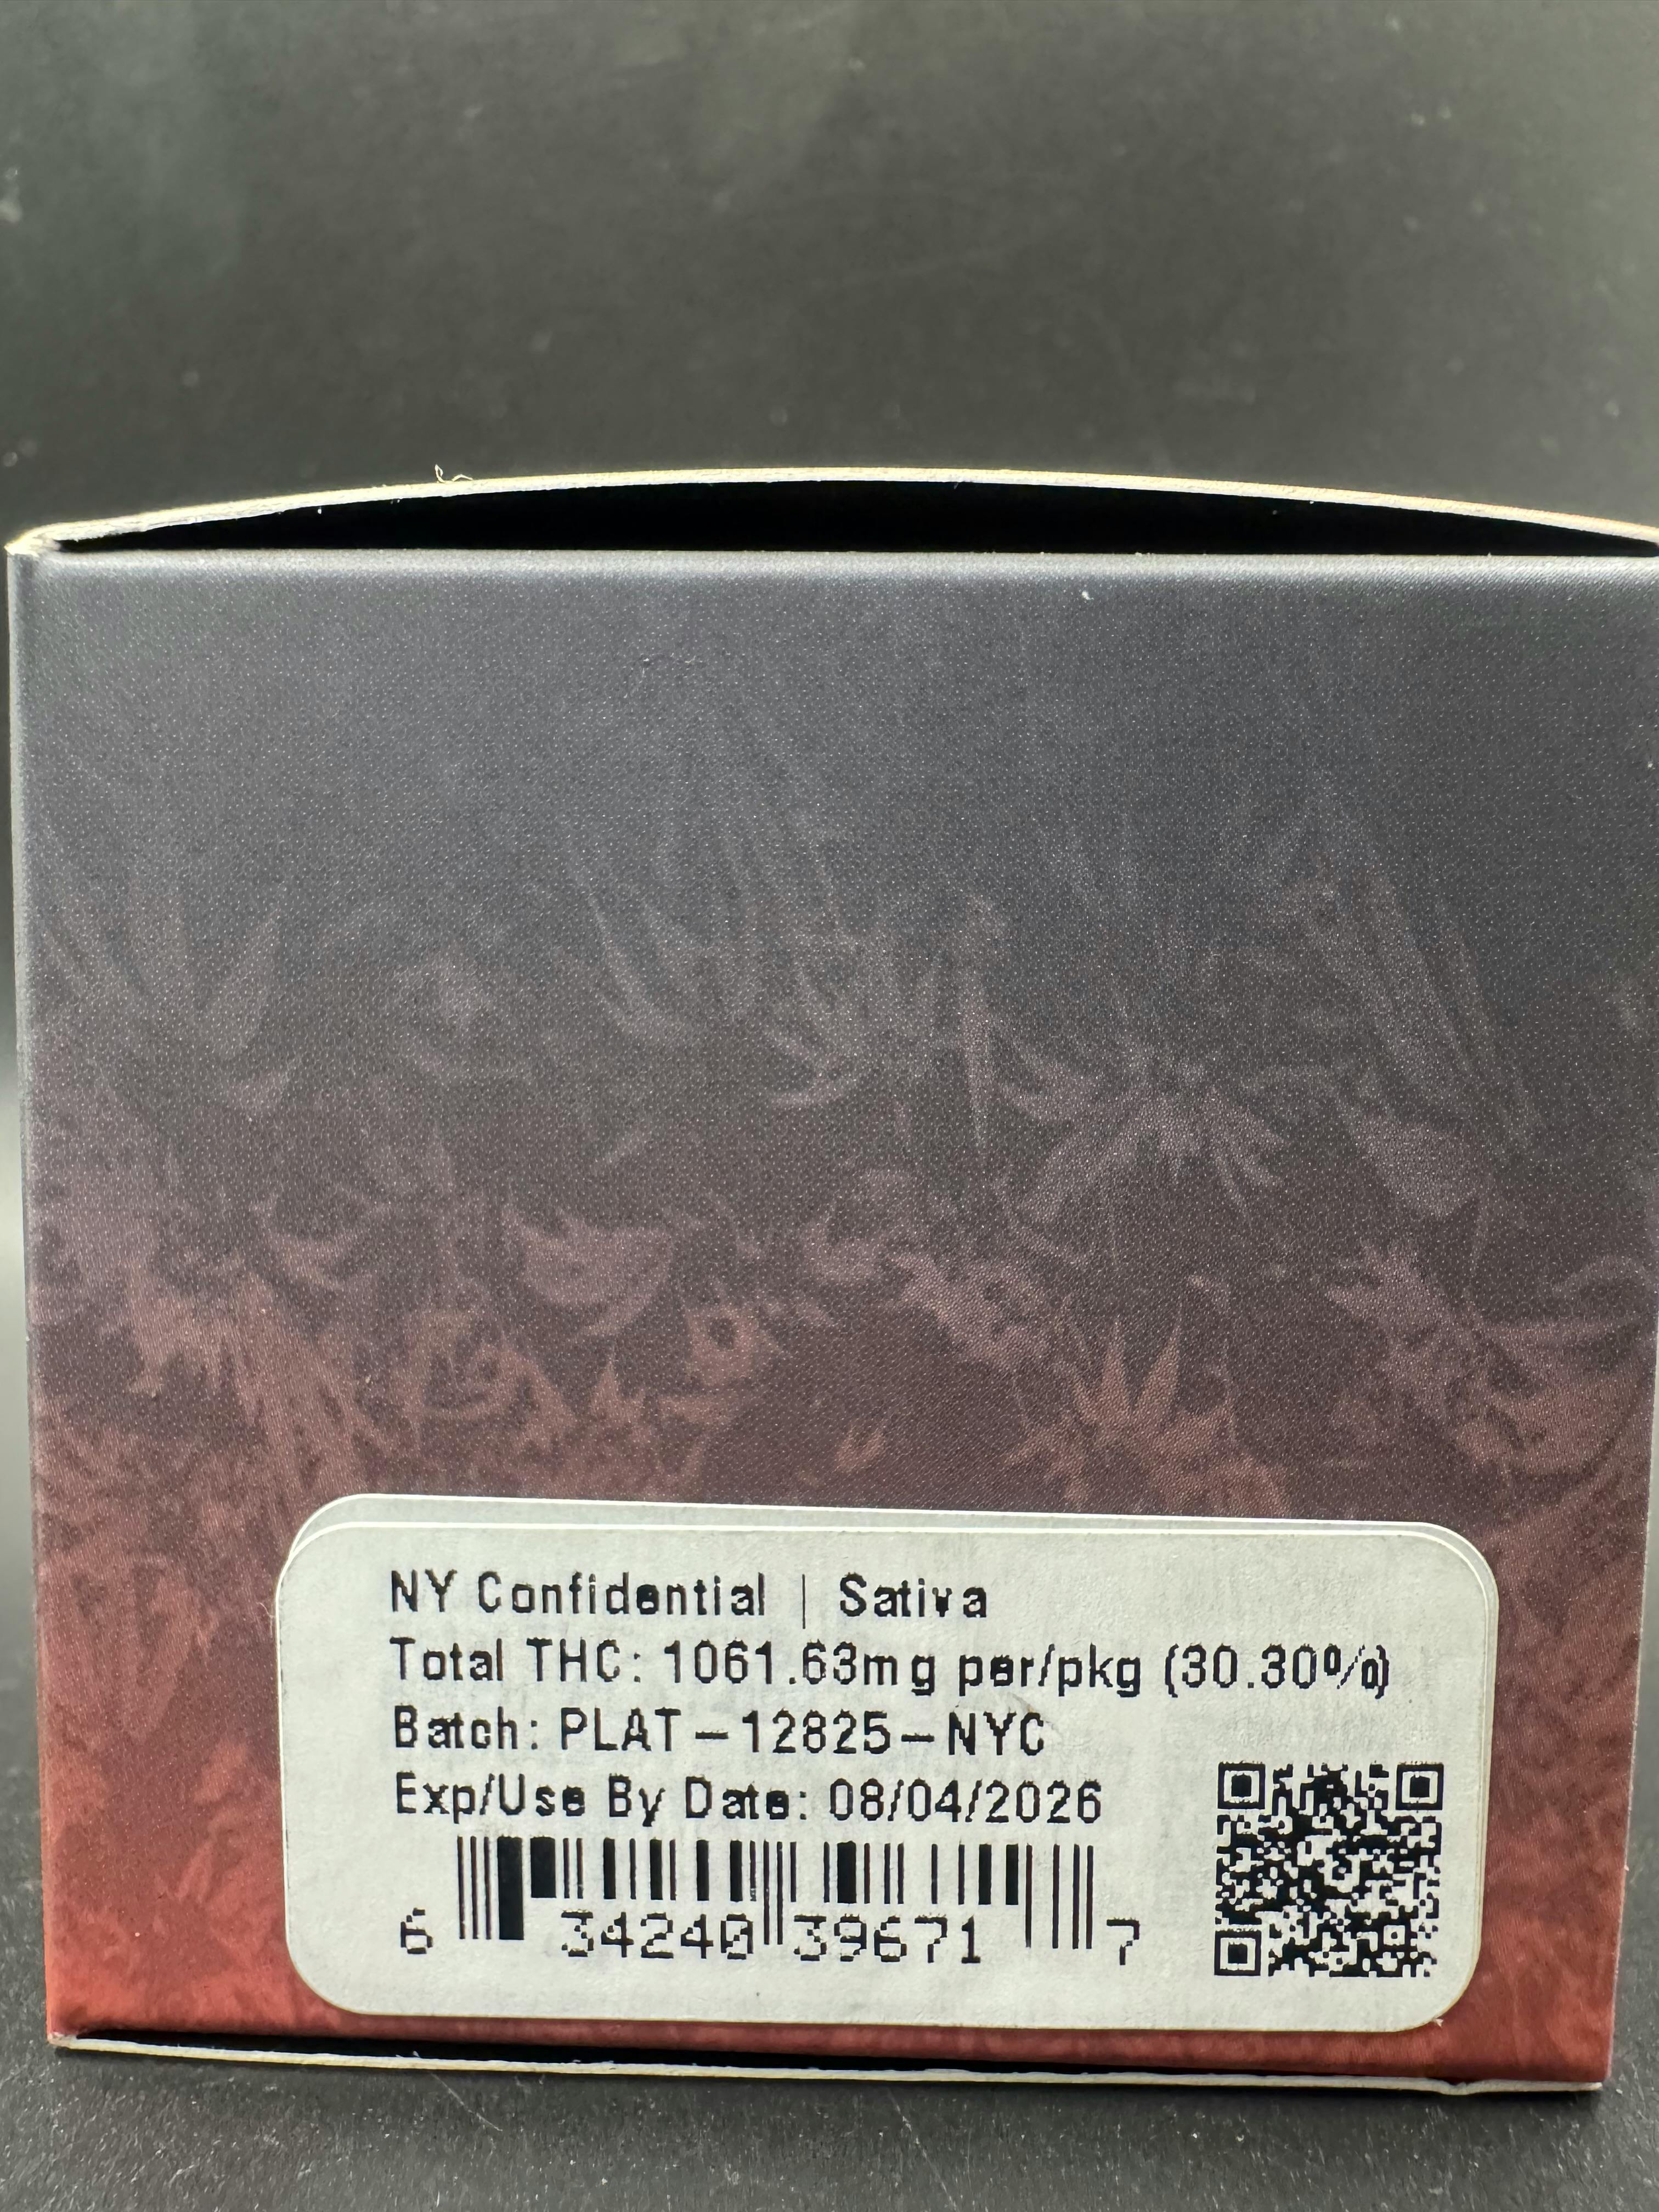 NY Confidential | Sativa
Total THC: 1061.63mg per/pkg (30.30%)
Batch: PLAT-12825-NYC
Exp/Use By Date: 08/04/2026
6 34240 39671 7